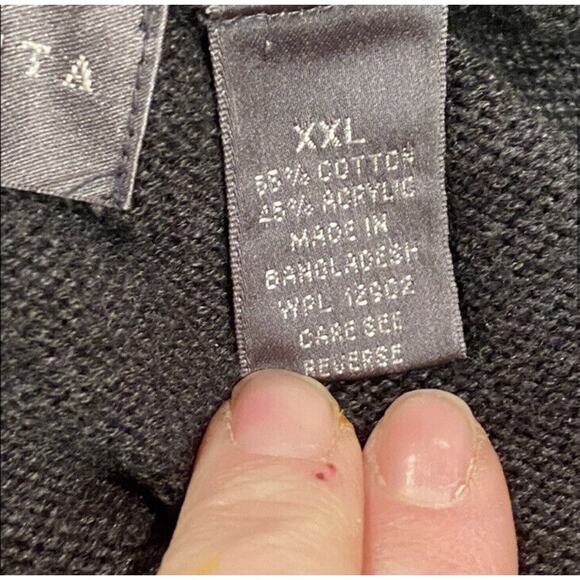 TA
XXL
55% COTTON
45% ACRYLIC
MADE IN
BANGLADESH
WPL 12902
CARE SEE
REVERSE